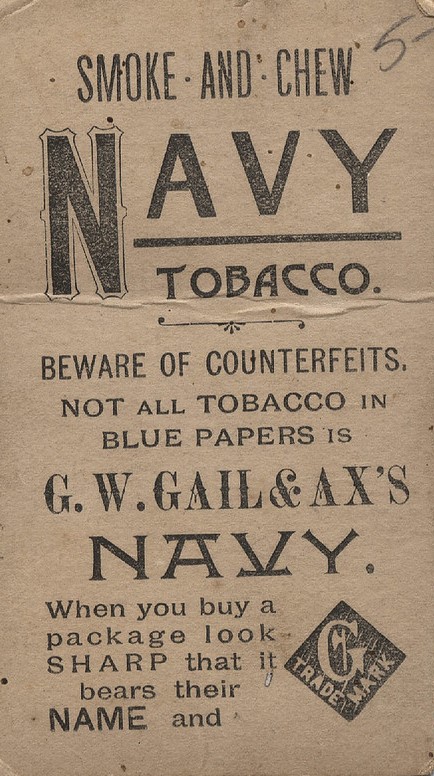 5-
SMOKE · AND · CHEW
NAVY
TOBACCO.
BEWARE OF COUNTERFEITS.
NOT ALL TOBACCO IN
BLUE PAPERS IS
G. W. GAIL & AX'S
NAVY.
When you buy a
package look
SHARP that it
bears their
NAME and
G
TRADE MARK